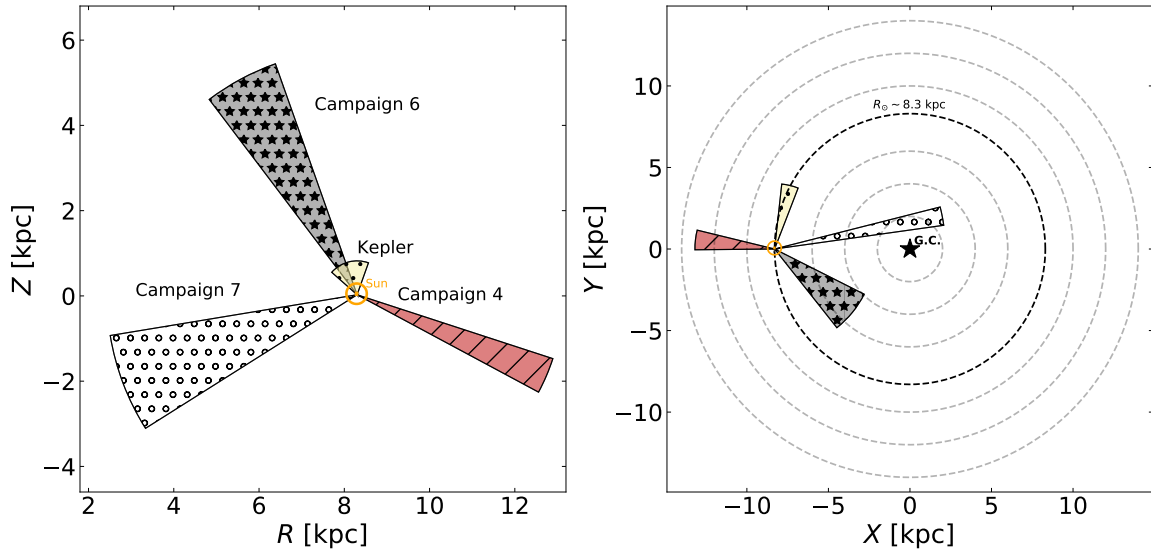 6
4
2
0
−2
−4
2
4
6
8
10
12
Z [kpc]
R [kpc]
Campaign 6
Kepler
Sun
Campaign 7
Campaign 4
10
5
0
−5
−10
−10
−5
0
5
10
Y [kpc]
X [kpc]
R☉ ~ 8.3 kpc
G.C.